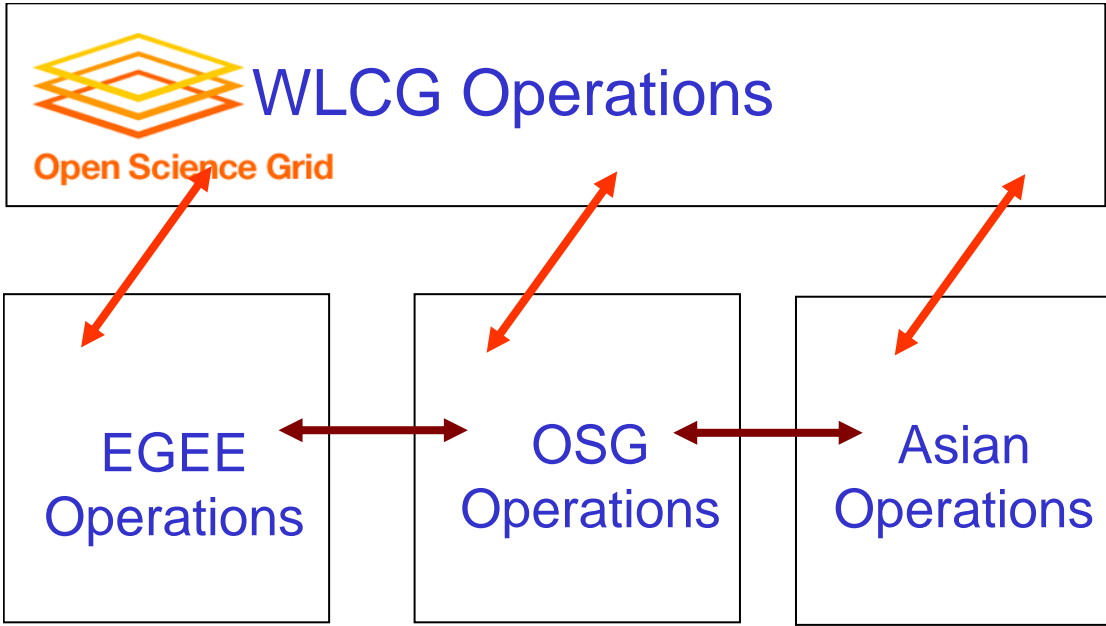 WLCG Operations
Open Science Grid
EGEE
Operations
OSG
Operations
Asian
Operations